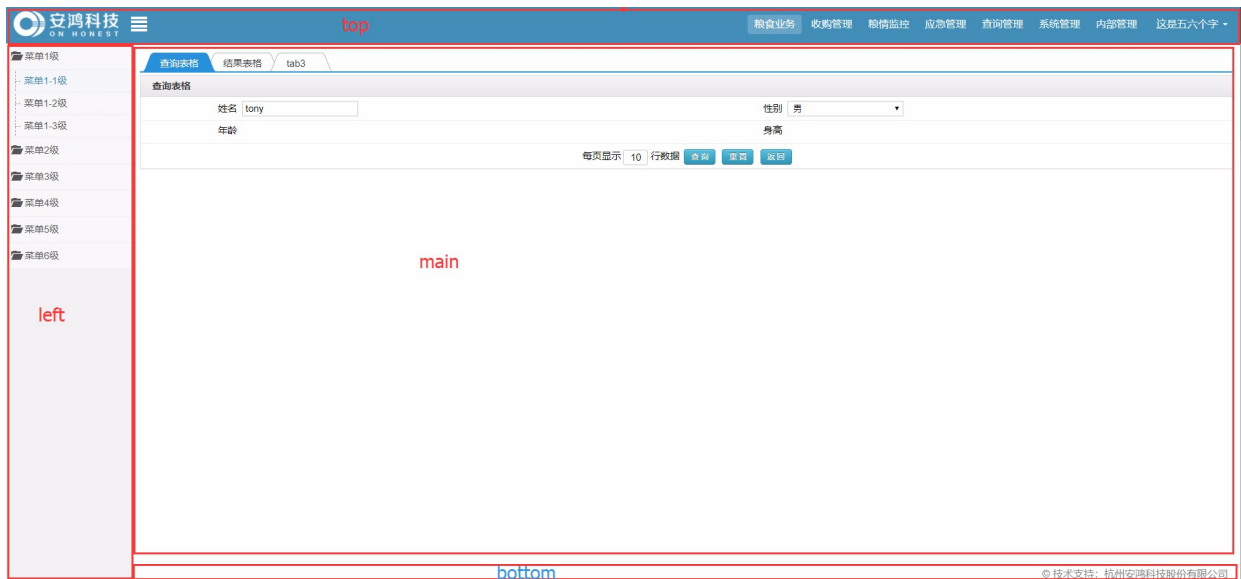 安鸿科技
ON HONEST
top
粮食业务 收购管理 粮情监控 应急管理 查询管理 系统管理 内部管理 这是五六个字
菜单1级
菜单1-1级
菜单1-2级
菜单1-3级
菜单2级
菜单3级
菜单4级
菜单5级
菜单6级
left
查询表格 结果表格 tab3
查询表格
姓名 tony 性别 男
年龄 身高
每页显示 10 行数据 查询 重置 返回
main
bottom
©技术支持：杭州安鸿科技股份有限公司